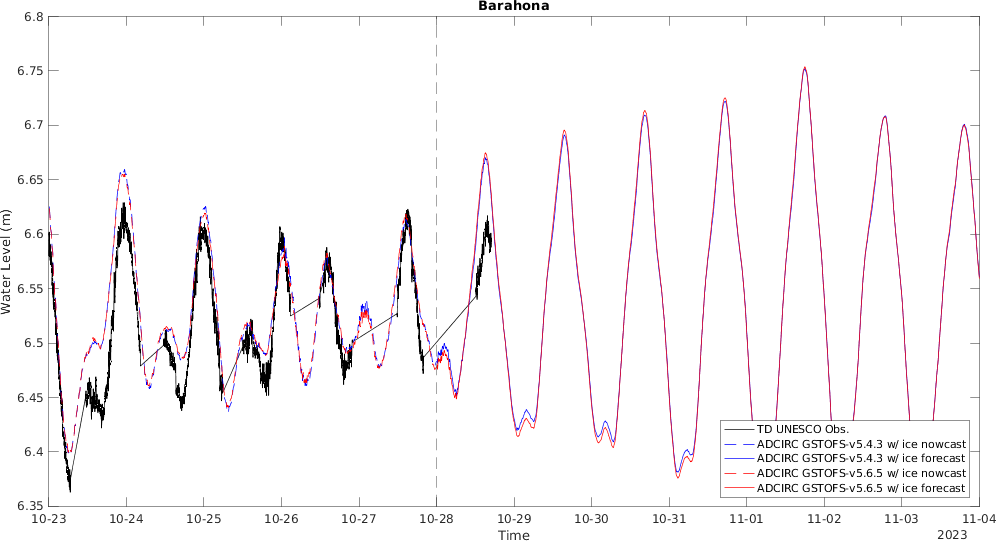 Barahona
6.8
6.75
6.7
6.65
6.6
6.55
6.5
6.45
6.4
6.35
Water Level (m)
TD UNESCO Obs.
ADCIRC GSTOFS-v5.4.3 w/ ice nowcast
ADCIRC GSTOFS-v5.4.3 w/ ice forecast
ADCIRC GSTOFS-v5.6.5 w/ ice nowcast
ADCIRC GSTOFS-v5.6.5 w/ ice forecast
10-23 10-24 10-25 10-26 10-27 10-28 10-29 10-30 10-31 11-01 11-02 11-03 11-04
Time
2023